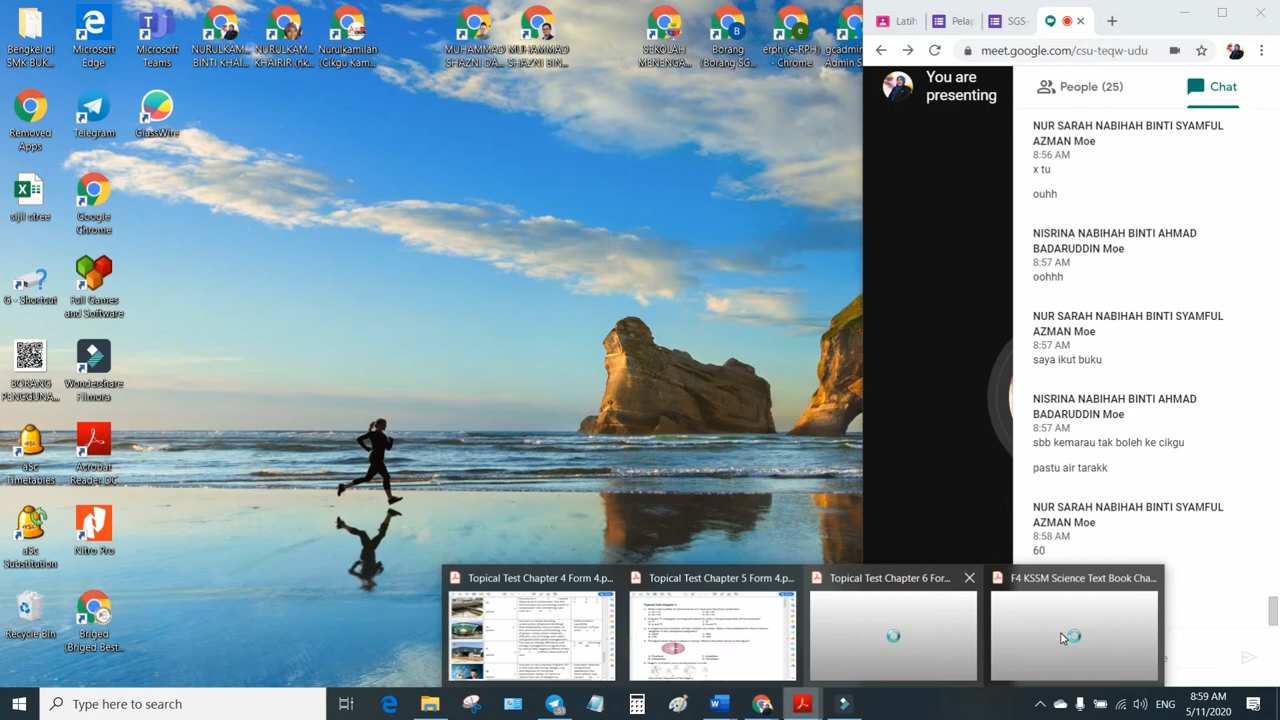 Bengkel di
SMK BUK...
Microsoft
Edge
Microsoft
Teams
NURULKAM...
BINTI KHAI...
NURULKAM...
KHAIRIR (nk...
Nurulkamilah
(Cikgu Kam...
MUHAMMAD
SHAZNI DA...
MUHAMMAD
SHAZNI BIN...
SEKOLAH
MENENGA...
Borang
(Borang SG...
erph (e-RPH)
- Chrome
gcadmin
Admin S
Removed
Apps
Telegram
GlassWire
sijil otree
Google
Chrome
G - Shortcut
Full Games
and Software
BORANG
PENGGUNA...
Wondershare
Filmora
aSc
Timetables
Acrobat
Reader DC
aSc
Substitution
Nitro Pro
Latih
Pelap
SGS-
meet.google.com/csu-teqw-udu
You are
presenting
People (25)
Chat
NUR SARAH NABIHAH BINTI SYAMFUL
AZMAN Moe
8:56 AM
x tu
ouhh
NISRINA NABIHAH BINTI AHMAD
BADARUDDIN Moe
8:57 AM
oohhh
NUR SARAH NABIHAH BINTI SYAMFUL
AZMAN Moe
8:57 AM
saya ikut buku
NISRINA NABIHAH BINTI AHMAD
BADARUDDIN Moe
8:57 AM
sbb kemarau tak boleh ke cikgu
pastu air tarakk
NUR SARAH NABIHAH BINTI SYAMFUL
AZMAN Moe
8:58 AM
60
Topical Test Chapter 4 Form 4.p...
Topical Test Chapter 5 Form 4.p...
Topical Test Chapter 6 For...
F4 KSSM Science Text Book Cha...
Type here to search
ENG
8:59 AM
5/11/2020